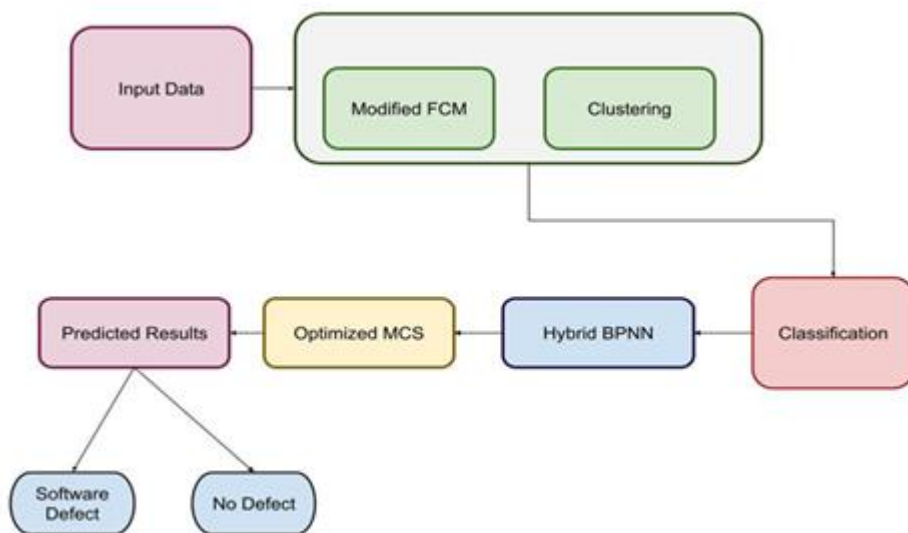 Input Data
Modified FCM
Clustering
Predicted Results
Optimized MCS
Hybrid BPNN
Classification
Software
Defect
No Defect